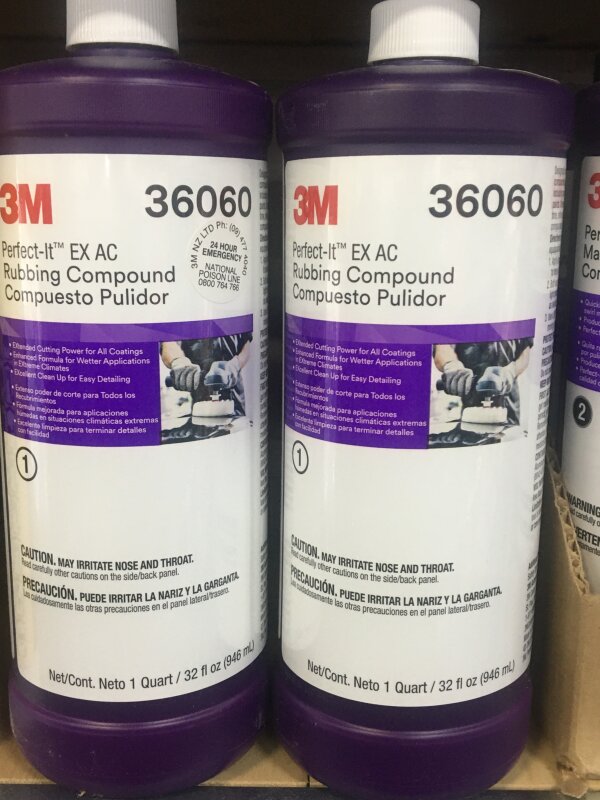 3M
36060
3M NZ LTD Ph: (09) 477 4040
24 HOUR
EMERGENCY
NATIONAL
POISON LINE
0800 764 766
Perfect-It™ EX AC
Rubbing Compound
Compuesto Pulidor
• Extended Cutting Power for All Coatings
• Enhanced Formula for Wetter Applications
in Extreme Climates
• Excellent Clean Up for Easy Detailing
• Extenso poder de corte para Todos los
Recubrimientos
• Fórmula mejorada para aplicaciones
húmedas en situaciones climáticas extremas
• Excelente limpieza para terminar detalles
con facilidad
1
CAUTION. MAY IRRITATE NOSE AND THROAT.
Read carefully other cautions on the side/back panel.
PRECAUCIÓN. PUEDE IRRITAR LA NARIZ Y LA GARGANTA.
Lea cuidadosamente las otras precauciones en el panel lateral/trasero.
Net/Cont. Neto 1 Quart / 32 fl oz (946 mL)
3M
36060
Perfect-It™ EX AC
Rubbing Compound
Compuesto Pulidor
• Extended Cutting Power for All Coatings
• Enhanced Formula for Wetter Applications
in Extreme Climates
• Excellent Clean Up for Easy Detailing
• Extenso poder de corte para Todos los
Recubrimientos
• Fórmula mejorada para aplicaciones
húmedas en situaciones climáticas extremas
• Excelente limpieza para terminar detalles
con facilidad
1
CAUTION. MAY IRRITATE NOSE AND THROAT.
Read carefully other cautions on the side/back panel.
PRECAUCIÓN. PUEDE IRRITAR LA NARIZ Y LA GARGANTA.
Lea cuidadosamente las otras precauciones en el panel lateral/trasero.
Net/Cont. Neto 1 Quart / 32 fl oz (946 mL)
2
WARNING